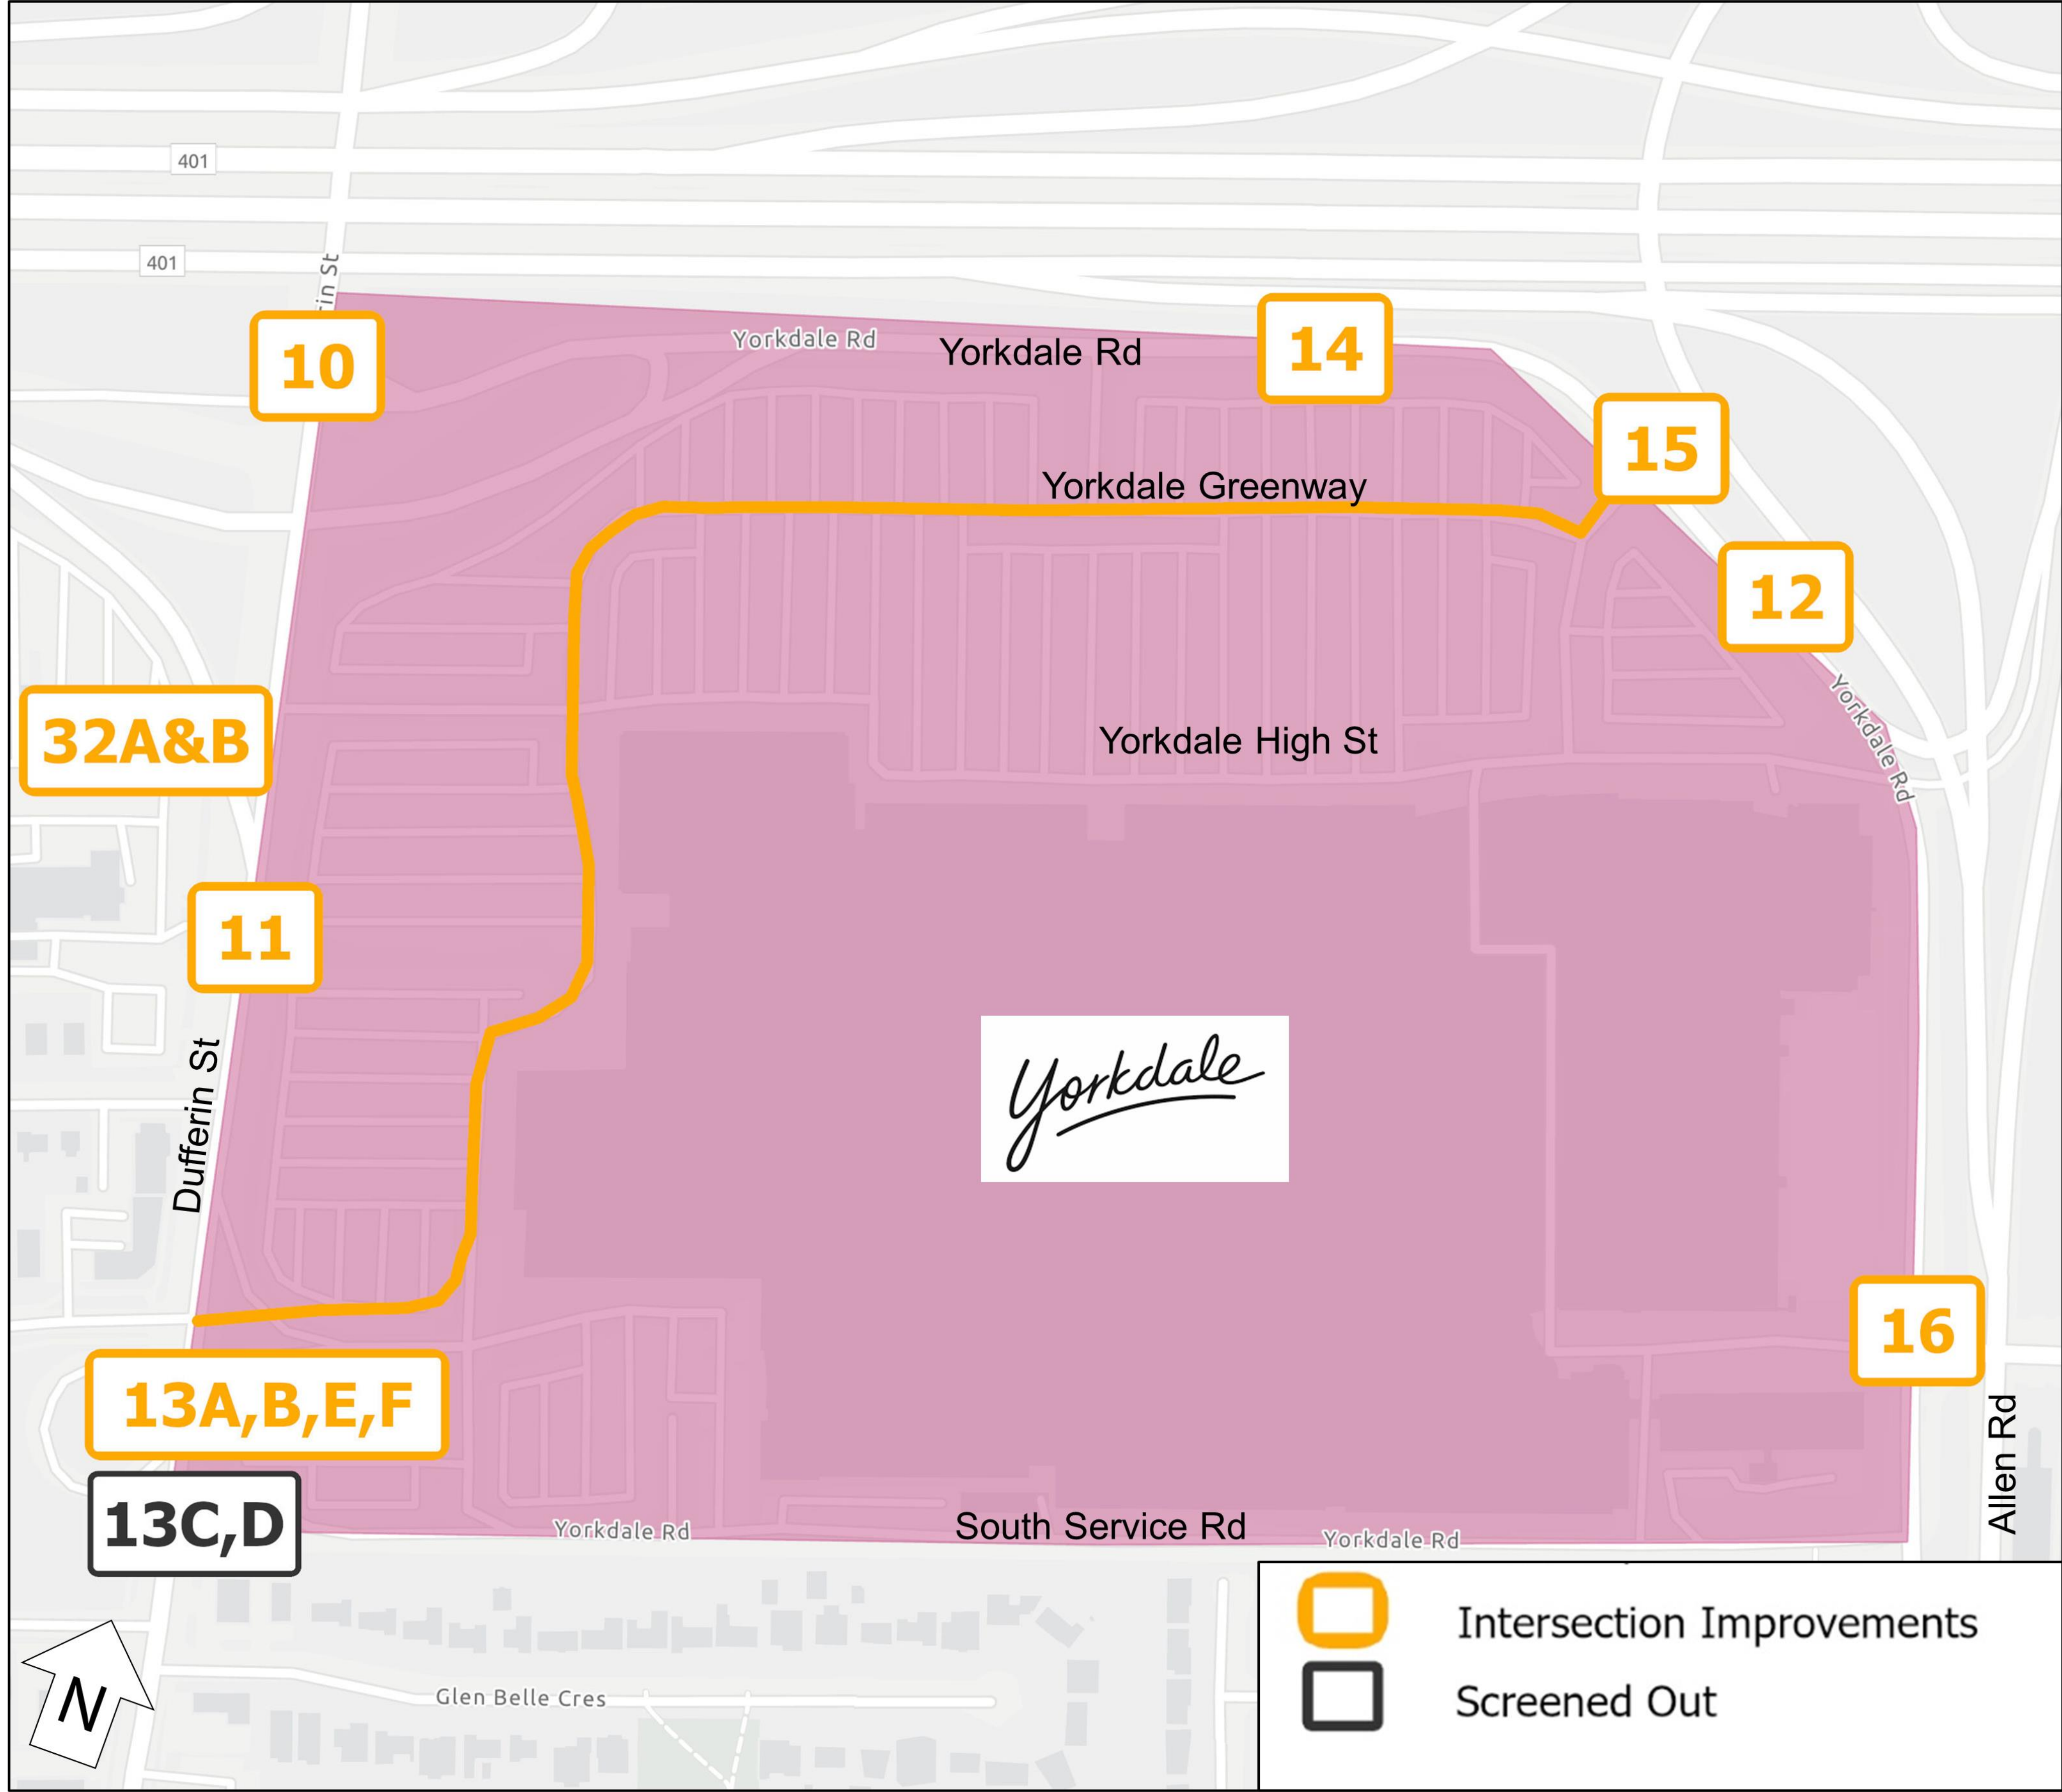 401
401
rin St
10
Yorkdale Rd
Yorkdale Rd
14
15
Yorkdale Greenway
12
32A&B
Yorkdale High St
Yorkdale Rd
11
Dufferin St
Yorkdale
16
13A,B,E,F
Allen Rd
13C,D
Yorkdale Rd
South Service Rd
Yorkdale Rd
Intersection Improvements
Screened Out
Glen Belle Cres
N